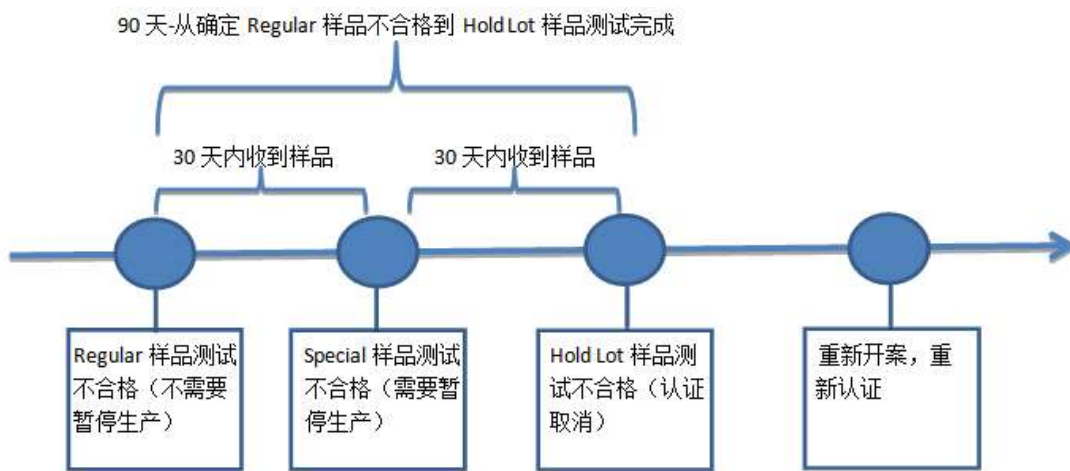 90 天-从确定 Regular 样品不合格到 Hold Lot 样品测试完成
30 天内收到样品
30 天内收到样品
Regular 样品测试
不合格（不需要
暂停生产）
Special 样品测试
不合格（需要暂
停生产）
Hold Lot 样品测
试不合格（认证
取消）
重新开案，重
新认证